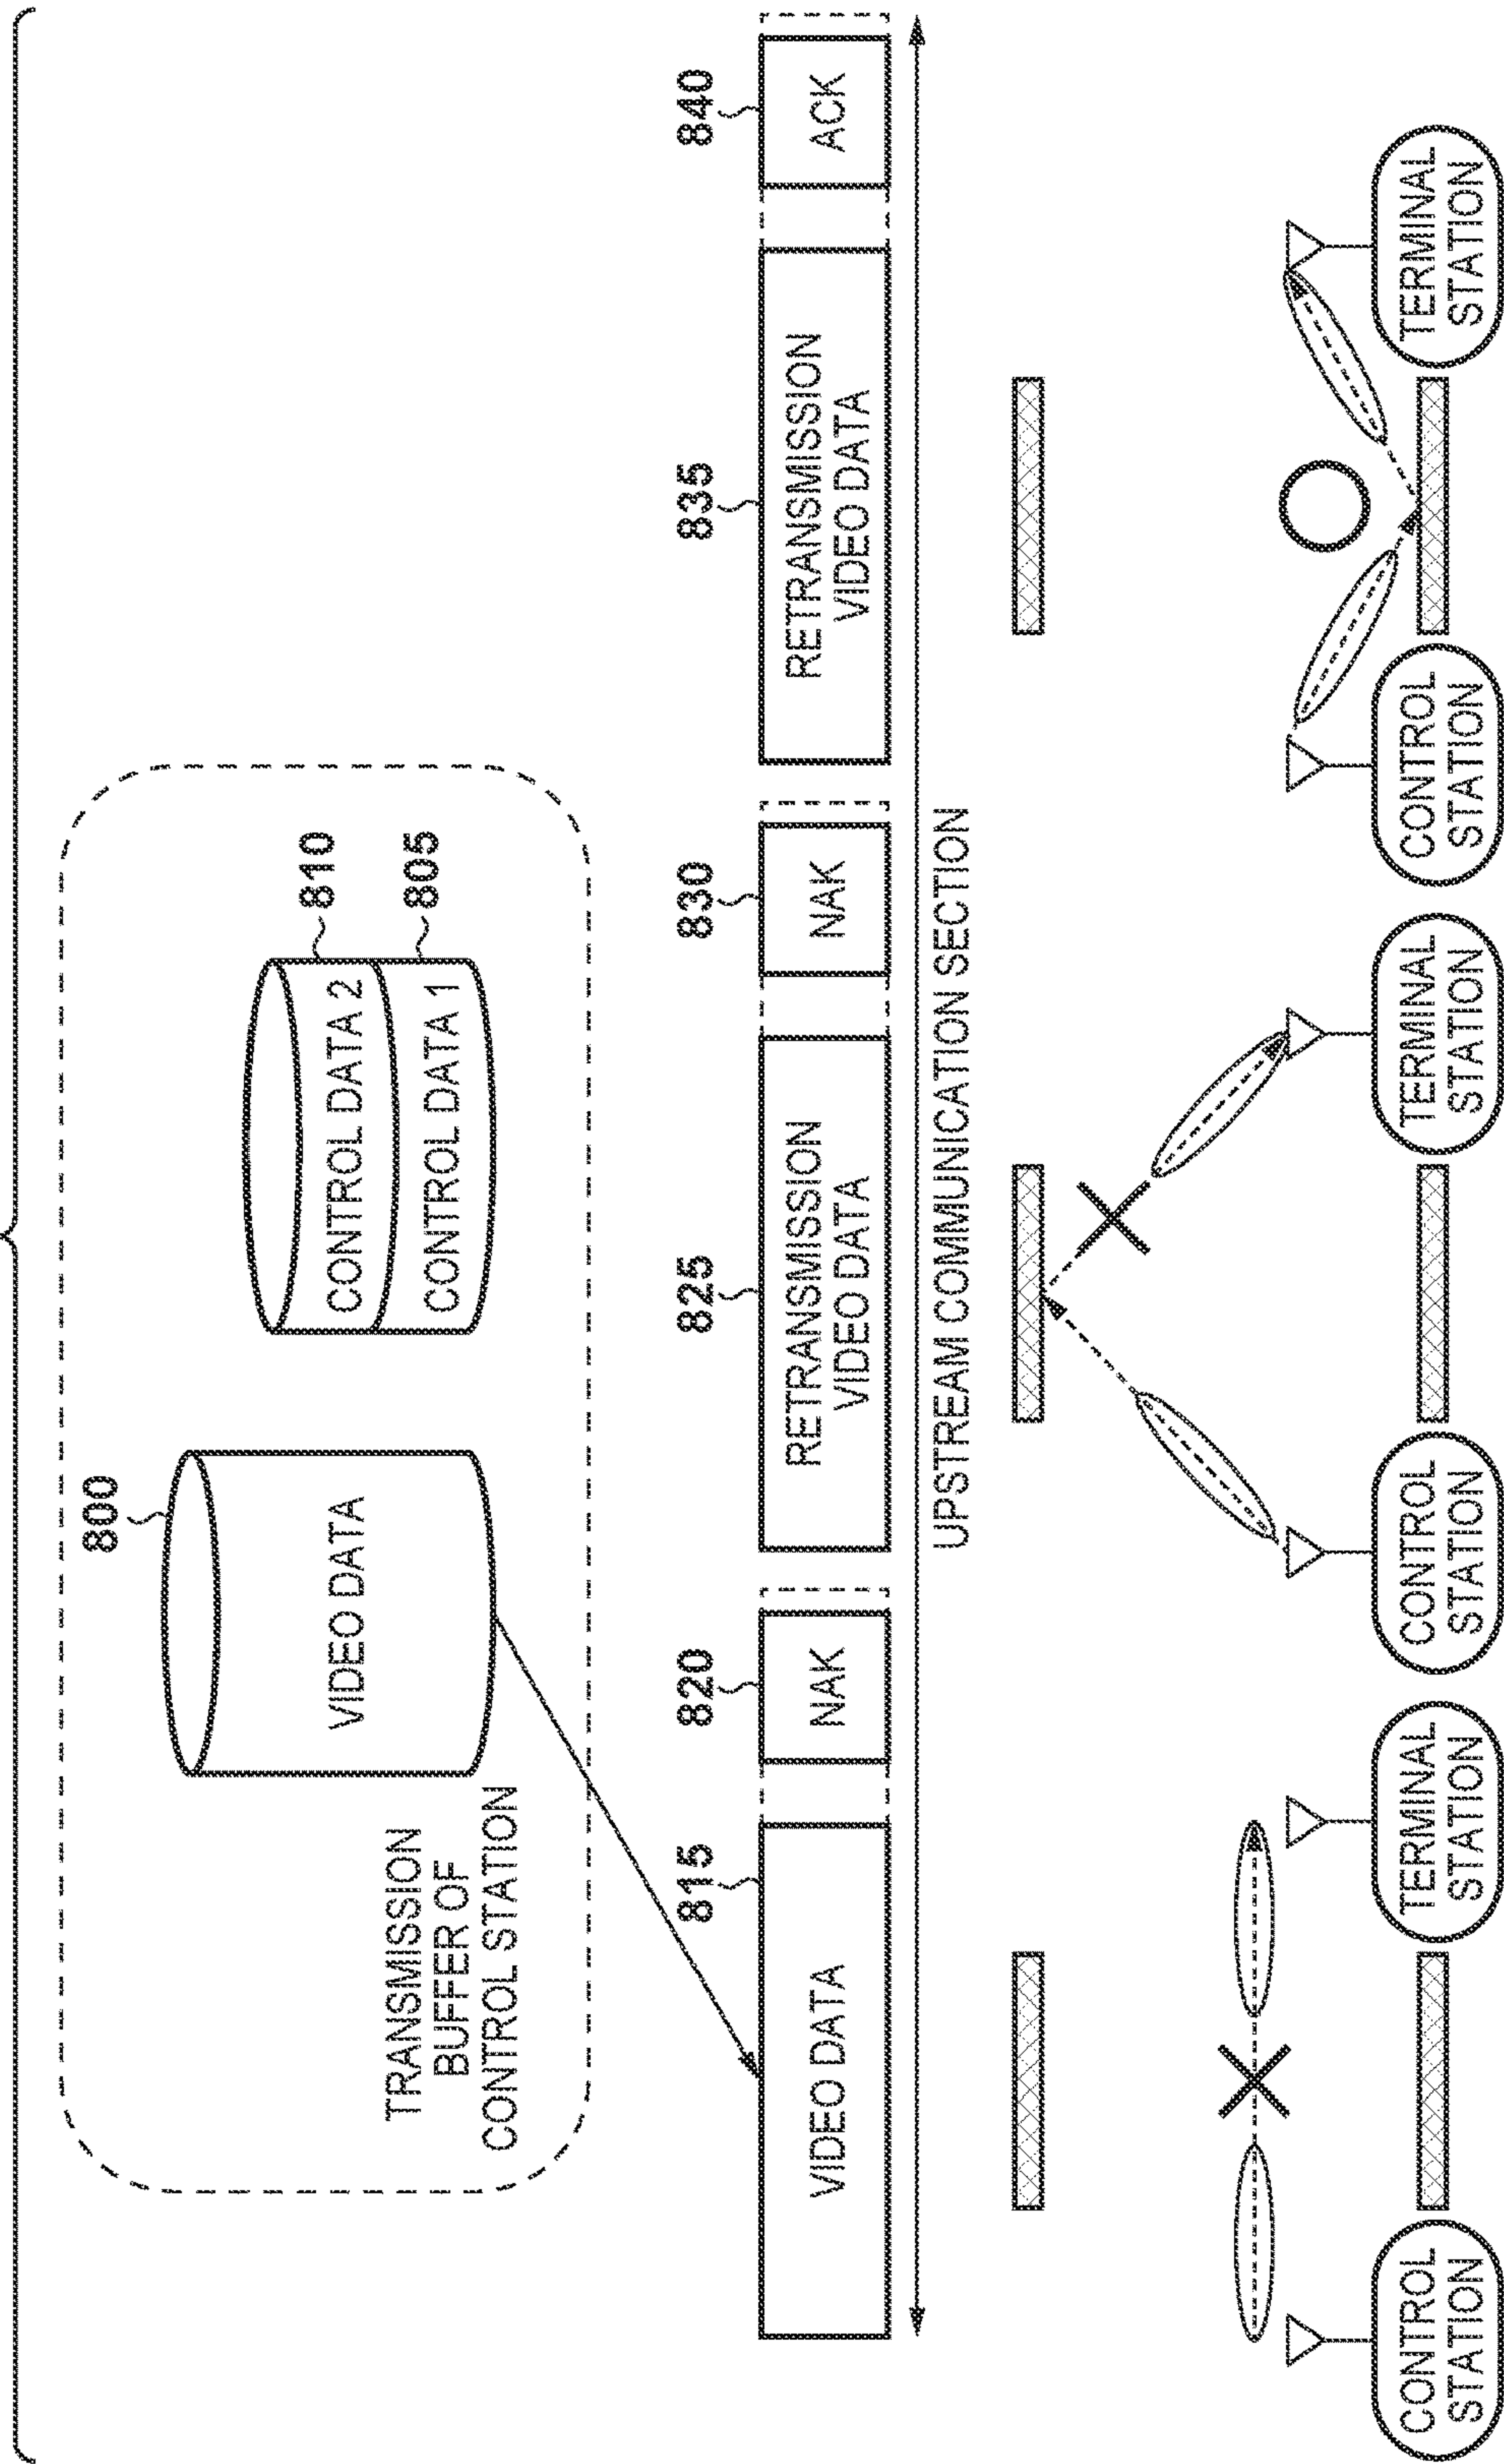 800
VIDEO DATA
810
CONTROL DATA 2
805
CONTROL DATA 1
TRANSMISSION
BUFFER OF
CONTROL STATION
815
820
825
830
835
840
VIDEO DATA
NAK
RETRANSMISSION
VIDEO DATA
NAK
RETRANSMISSION
VIDEO DATA
ACK
UPSTREAM COMMUNICATION SECTION
CONTROL
STATION
TERMINAL
STATION
CONTROL
STATION
TERMINAL
STATION
CONTROL
STATION
TERMINAL
STATION